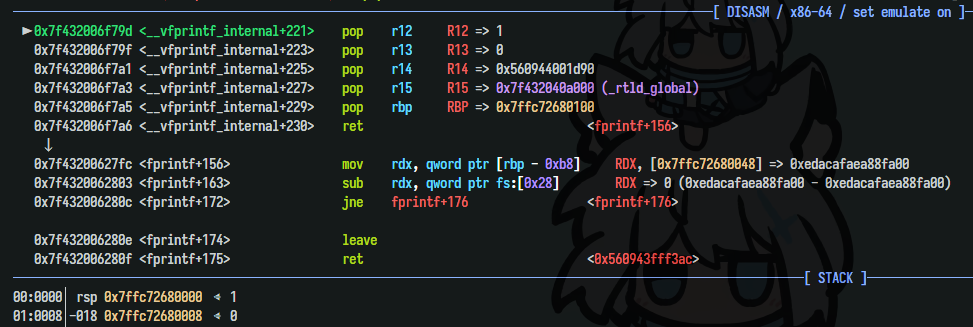 [ DISASM / x86-64 / set emulate on ]
►0x7f432006f79d <__vfprintf_internal+221> pop r12 R12 => 1
0x7f432006f79f <__vfprintf_internal+223> pop r13 R13 => 0
0x7f432006f7a1 <__vfprintf_internal+225> pop r14 R14 => 0x560944001d90
0x7f432006f7a3 <__vfprintf_internal+227> pop r15 R15 => 0x7f432040a000 (_rtld_global)
0x7f432006f7a5 <__vfprintf_internal+229> pop rbp RBP => 0x7ffc72680100
0x7f432006f7a6 <__vfprintf_internal+230> ret <fprintf+156>
↓
0x7f43200627fc <fprintf+156> mov rdx, qword ptr [rbp - 0xb8] RDX, [0x7ffc72680048] => 0xedacafaea88fa00
0x7f4320062803 <fprintf+163> sub rdx, qword ptr fs:[0x28] RDX => 0 (0xedacafaea88fa00 - 0xedacafaea88fa00)
0x7f432006280c <fprintf+172> jne fprintf+176 <fprintf+176>
0x7f432006280e <fprintf+174> leave
0x7f432006280f <fprintf+175> ret <0x560943fff3ac>
[ STACK ]
00:0000│ rsp 0x7ffc72680000 ◂ 1
01:0008│-018 0x7ffc72680008 ◂ 0